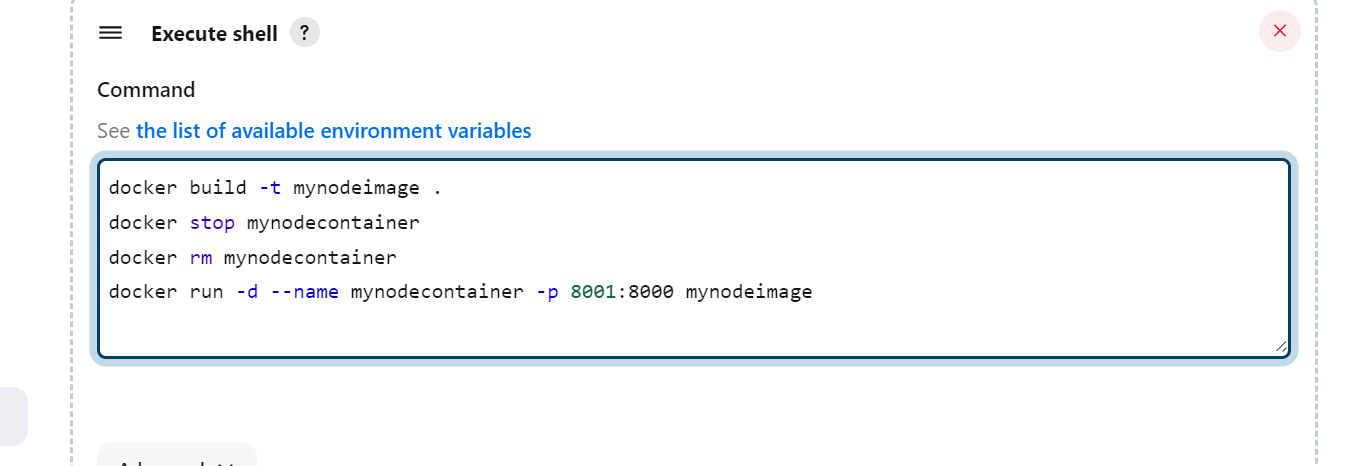 Execute shell ?
Command
See the list of available environment variables
docker build -t mynodeimage .
docker stop mynodecontainer
docker rm mynodecontainer
docker run -d --name mynodecontainer -p 8001:8000 mynodeimage